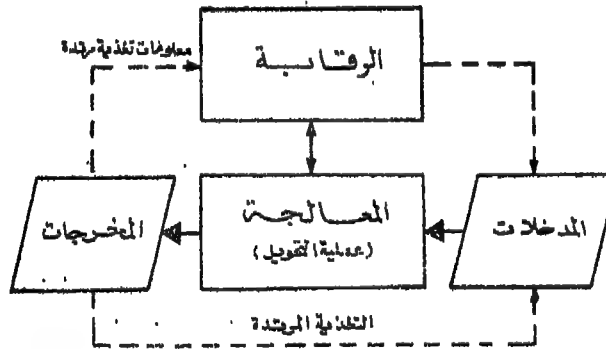 معلومات تغذية مرتدة
الرقابة
المدخلات
المعالجة
(عملية التحويل)
المخرجات
التغذية المرتدة